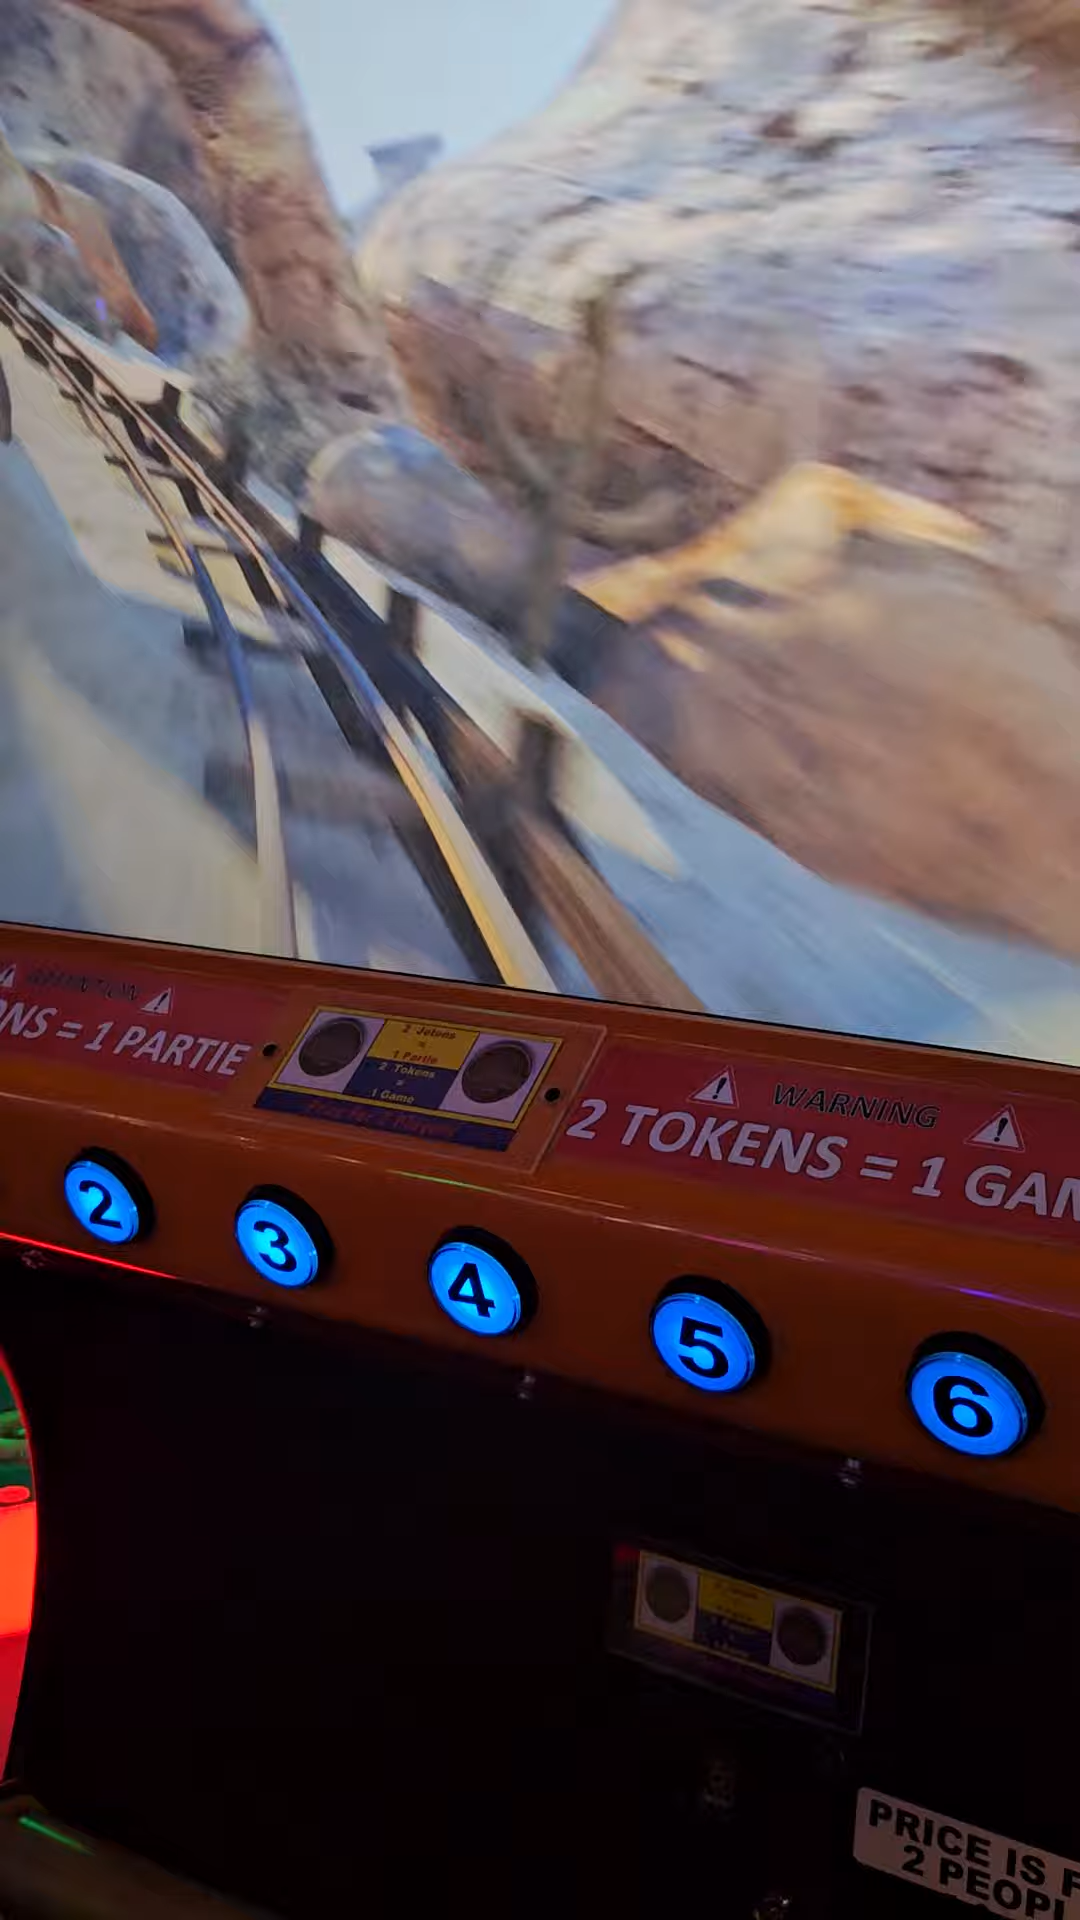 ATTENTION
NS = 1 PARTIE
2 Jetons
=
1 Partie
2 Tokens
=
1 Game
WARNING
2 TOKENS = 1 GAM
2
3
4
5
6
PRICE IS F
2 PEOPL